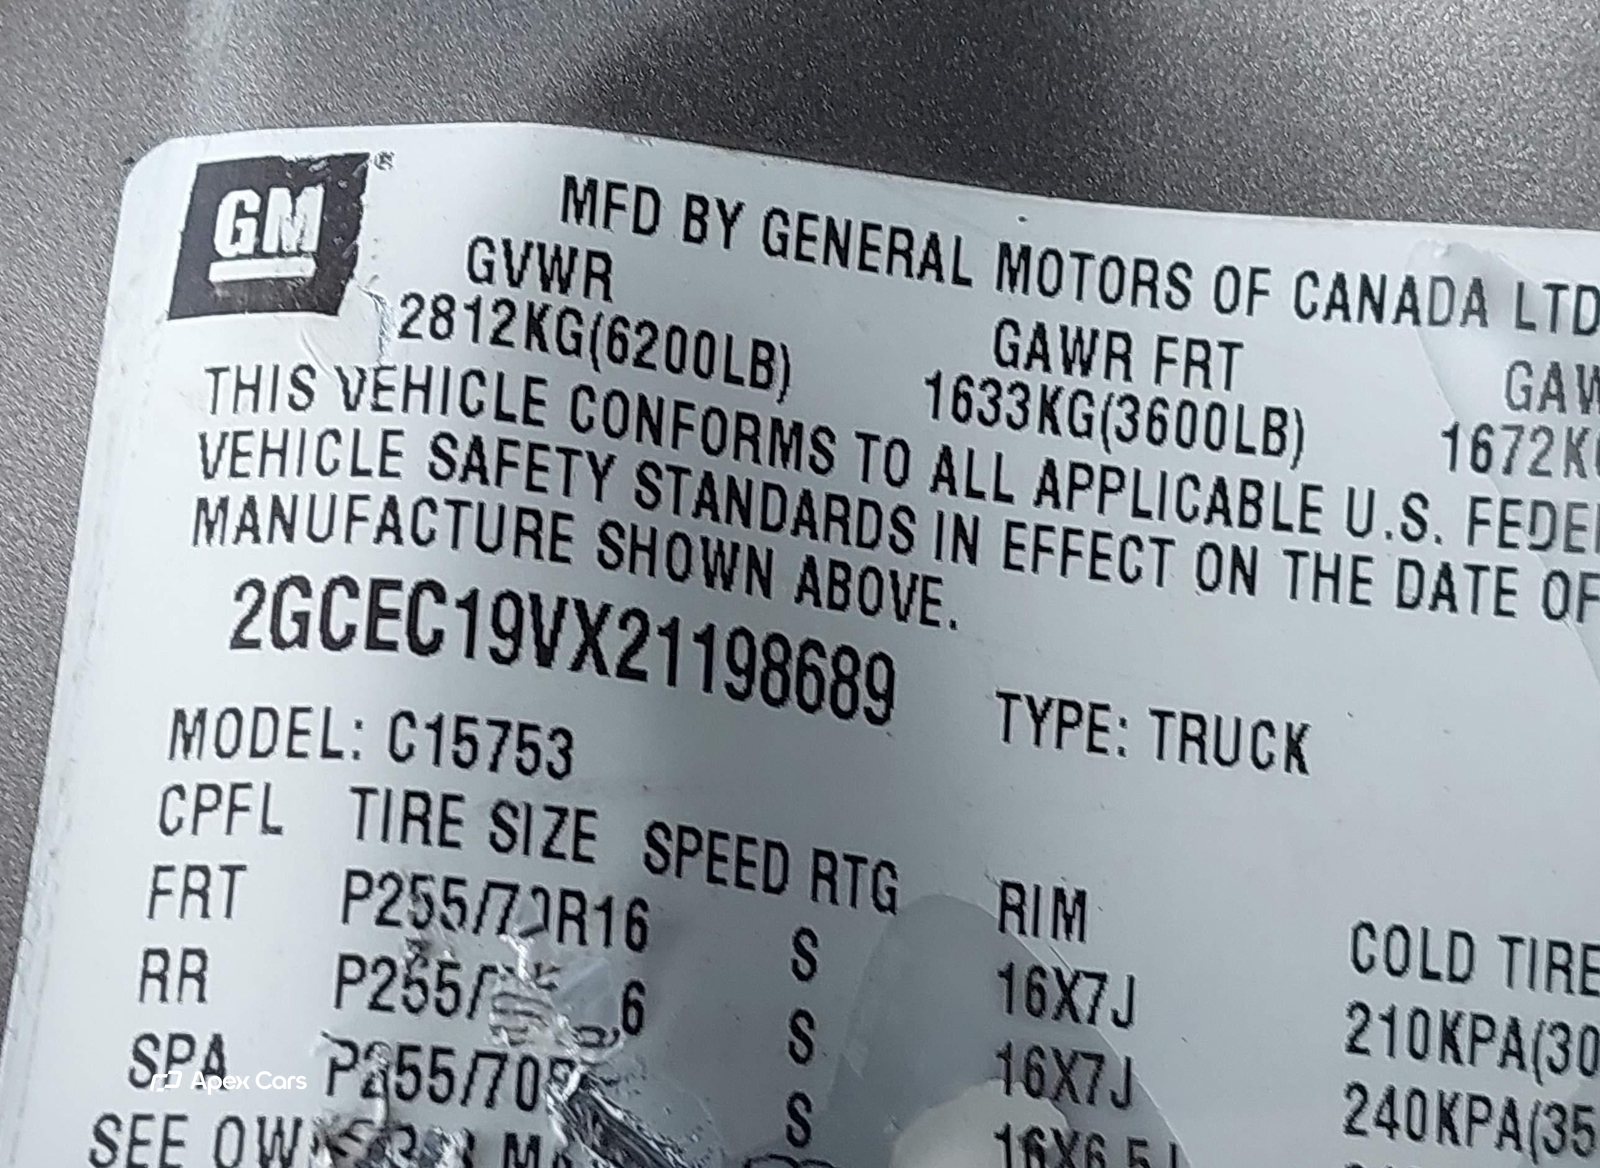 GM ®
MFD BY GENERAL MOTORS OF CANADA LTD
GVWR GAWR FRT
2812KG(6200LB) 1633KG(3600LB)
THIS VEHICLE CONFORMS TO ALL APPLICABLE U.S.
VEHICLE SAFETY STANDARDS IN EFFECT ON THE DATE OF
MANUFACTURE SHOWN ABOVE.
2GCEC19VX21198689
MODEL: C15753 TYPE: TRUCK
CPFL TIRE SIZE SPEED RTG RIM COLD TIRE
FRT P255/70R16 S 16X7J 210KPA(30
RR S 16X7J 240KPA(35
SPA S
SEE
Apex Cars